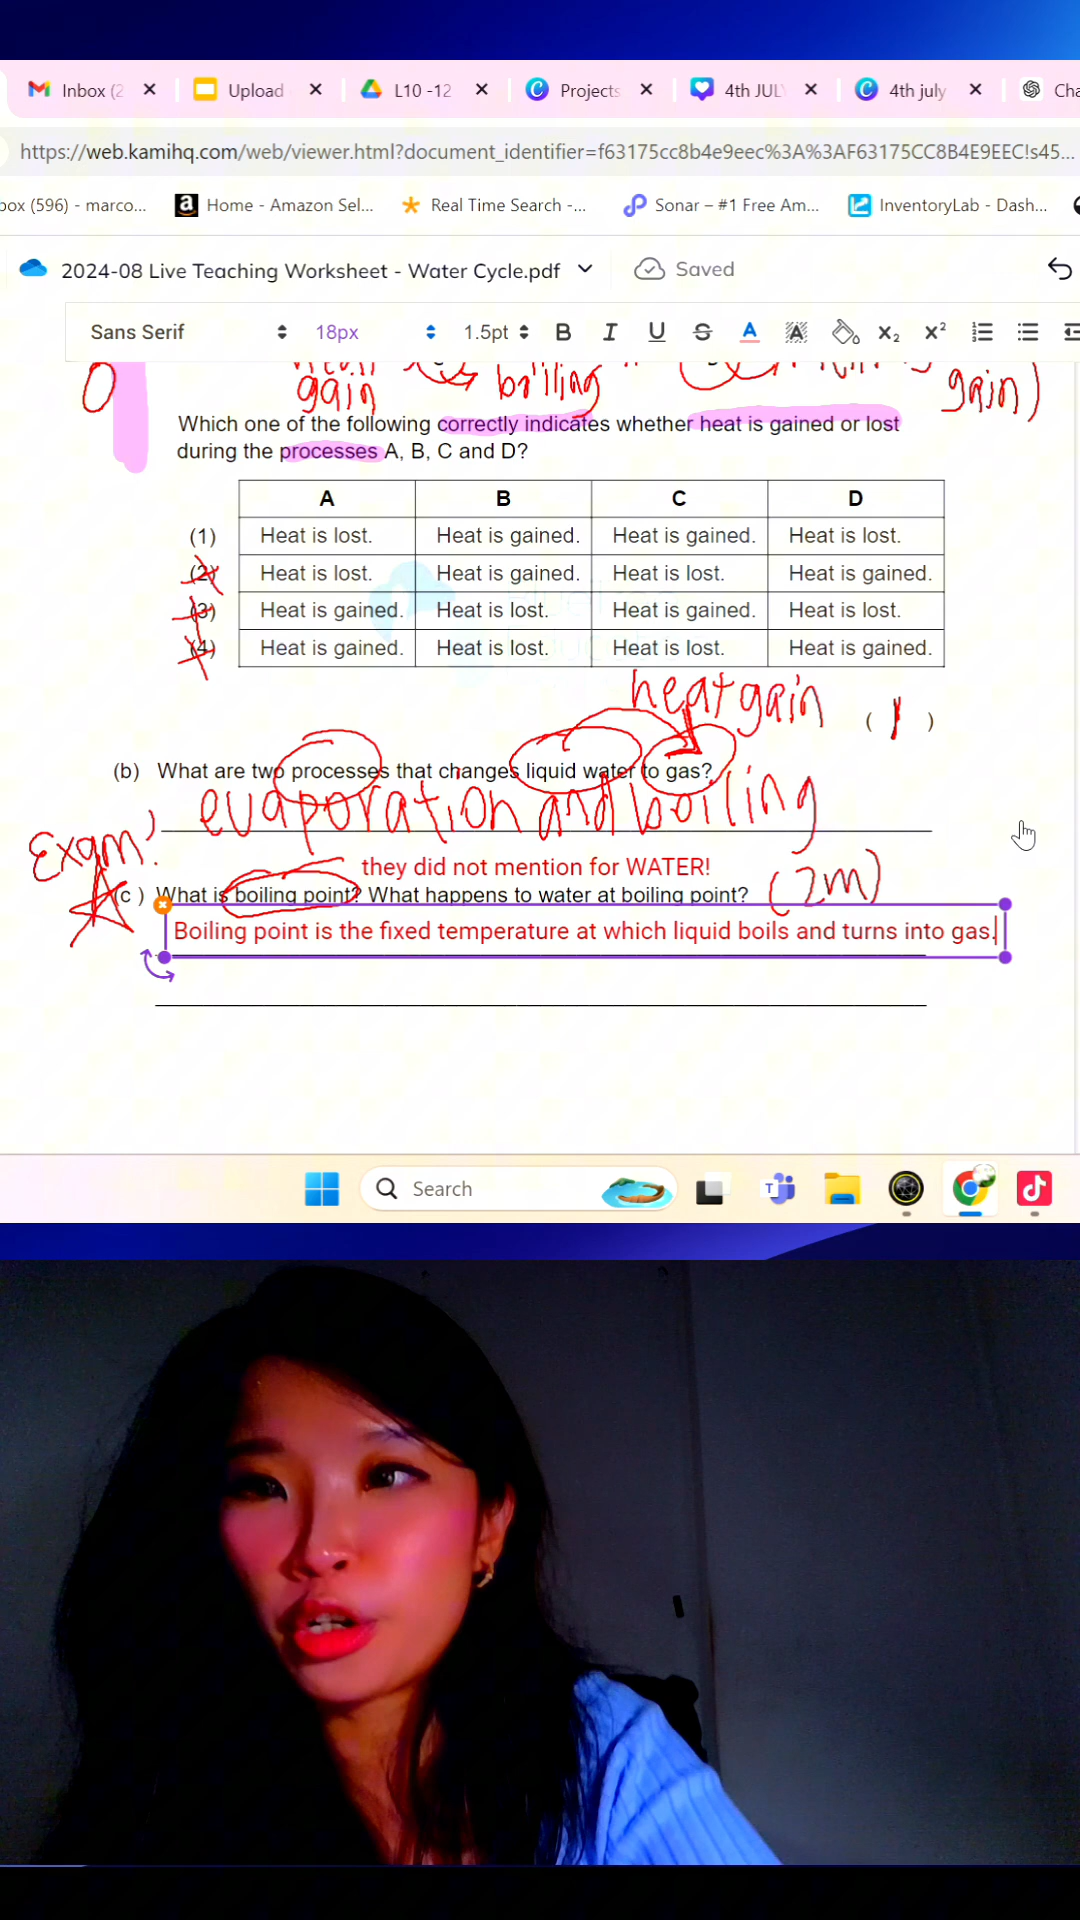 Inbox (2
Upload
L10 -12
Projects
4th JUL
4th july
Cha
https://web.kamihq.com/web/viewer.html?document_identifier=f63175cc8b4e9eec%3A%3AF63175CC8B4E9EEC!s45...
box (596) - marco...
Home - Amazon Sel...
Real Time Search -...
Sonar – #1 Free Am...
InventoryLab - Dash...
2024-08 Live Teaching Worksheet - Water Cycle.pdf
Saved
Sans Serif 18px 1.5pt B I U S A A X₂ X²
gain boiling gain)
Which one of the following correctly indicates whether heat is gained or lost
during the processes A, B, C and D?
A B C D
(1) Heat is lost. Heat is gained. Heat is gained. Heat is lost.
(2) Heat is lost. Heat is gained. Heat is lost. Heat is gained.
(3) Heat is gained. Heat is lost. Heat is gained. Heat is lost.
(4) Heat is gained. Heat is lost. Heat is lost. Heat is gained.
heat gain
( 1 )
(b) What are two processes that changes liquid water to gas?
evaporation and boiling
Exam!
they did not mention for WATER!
(c ) What is boiling point? What happens to water at boiling point? (2m)
Boiling point is the fixed temperature at which liquid boils and turns into gas.
Search